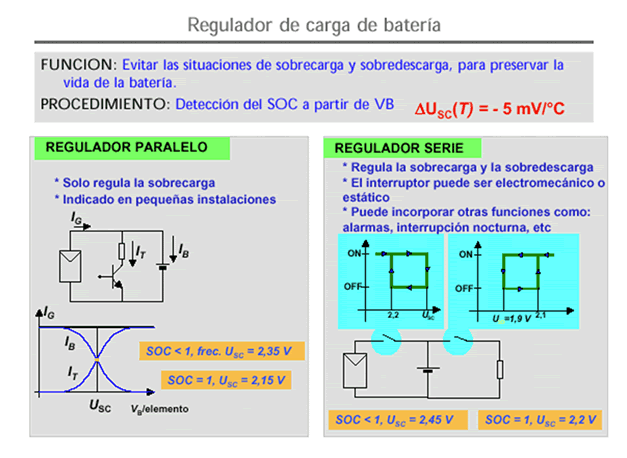 Regulador de carga de batería
FUNCION: Evitar las situaciones de sobrecarga y sobredescarga, para preservar la
vida de la batería.
PROCEDIMIENTO: Detección del SOC a partir de VB
ΔUSC(T) = - 5 mV/°C
REGULADOR PARALELO
* Solo regula la sobrecarga
* Indicado en pequeñas instalaciones
IG
IT
IB
IG
IB
IT
USC
VB/elemento
SOC < 1, frec. USC = 2,35 V
SOC = 1, USC = 2,15 V
REGULADOR SERIE
* Regula la sobrecarga y la sobredescarga
* El interruptor puede ser electromecánico o
estático
* Puede incorporar otras funciones como:
alarmas, interrupción nocturna, etc
ON
OFF
2,2
USC
ON
OFF
U =1,9 V
2,1
SOC < 1, USC = 2,45 V
SOC = 1, USC = 2,2 V